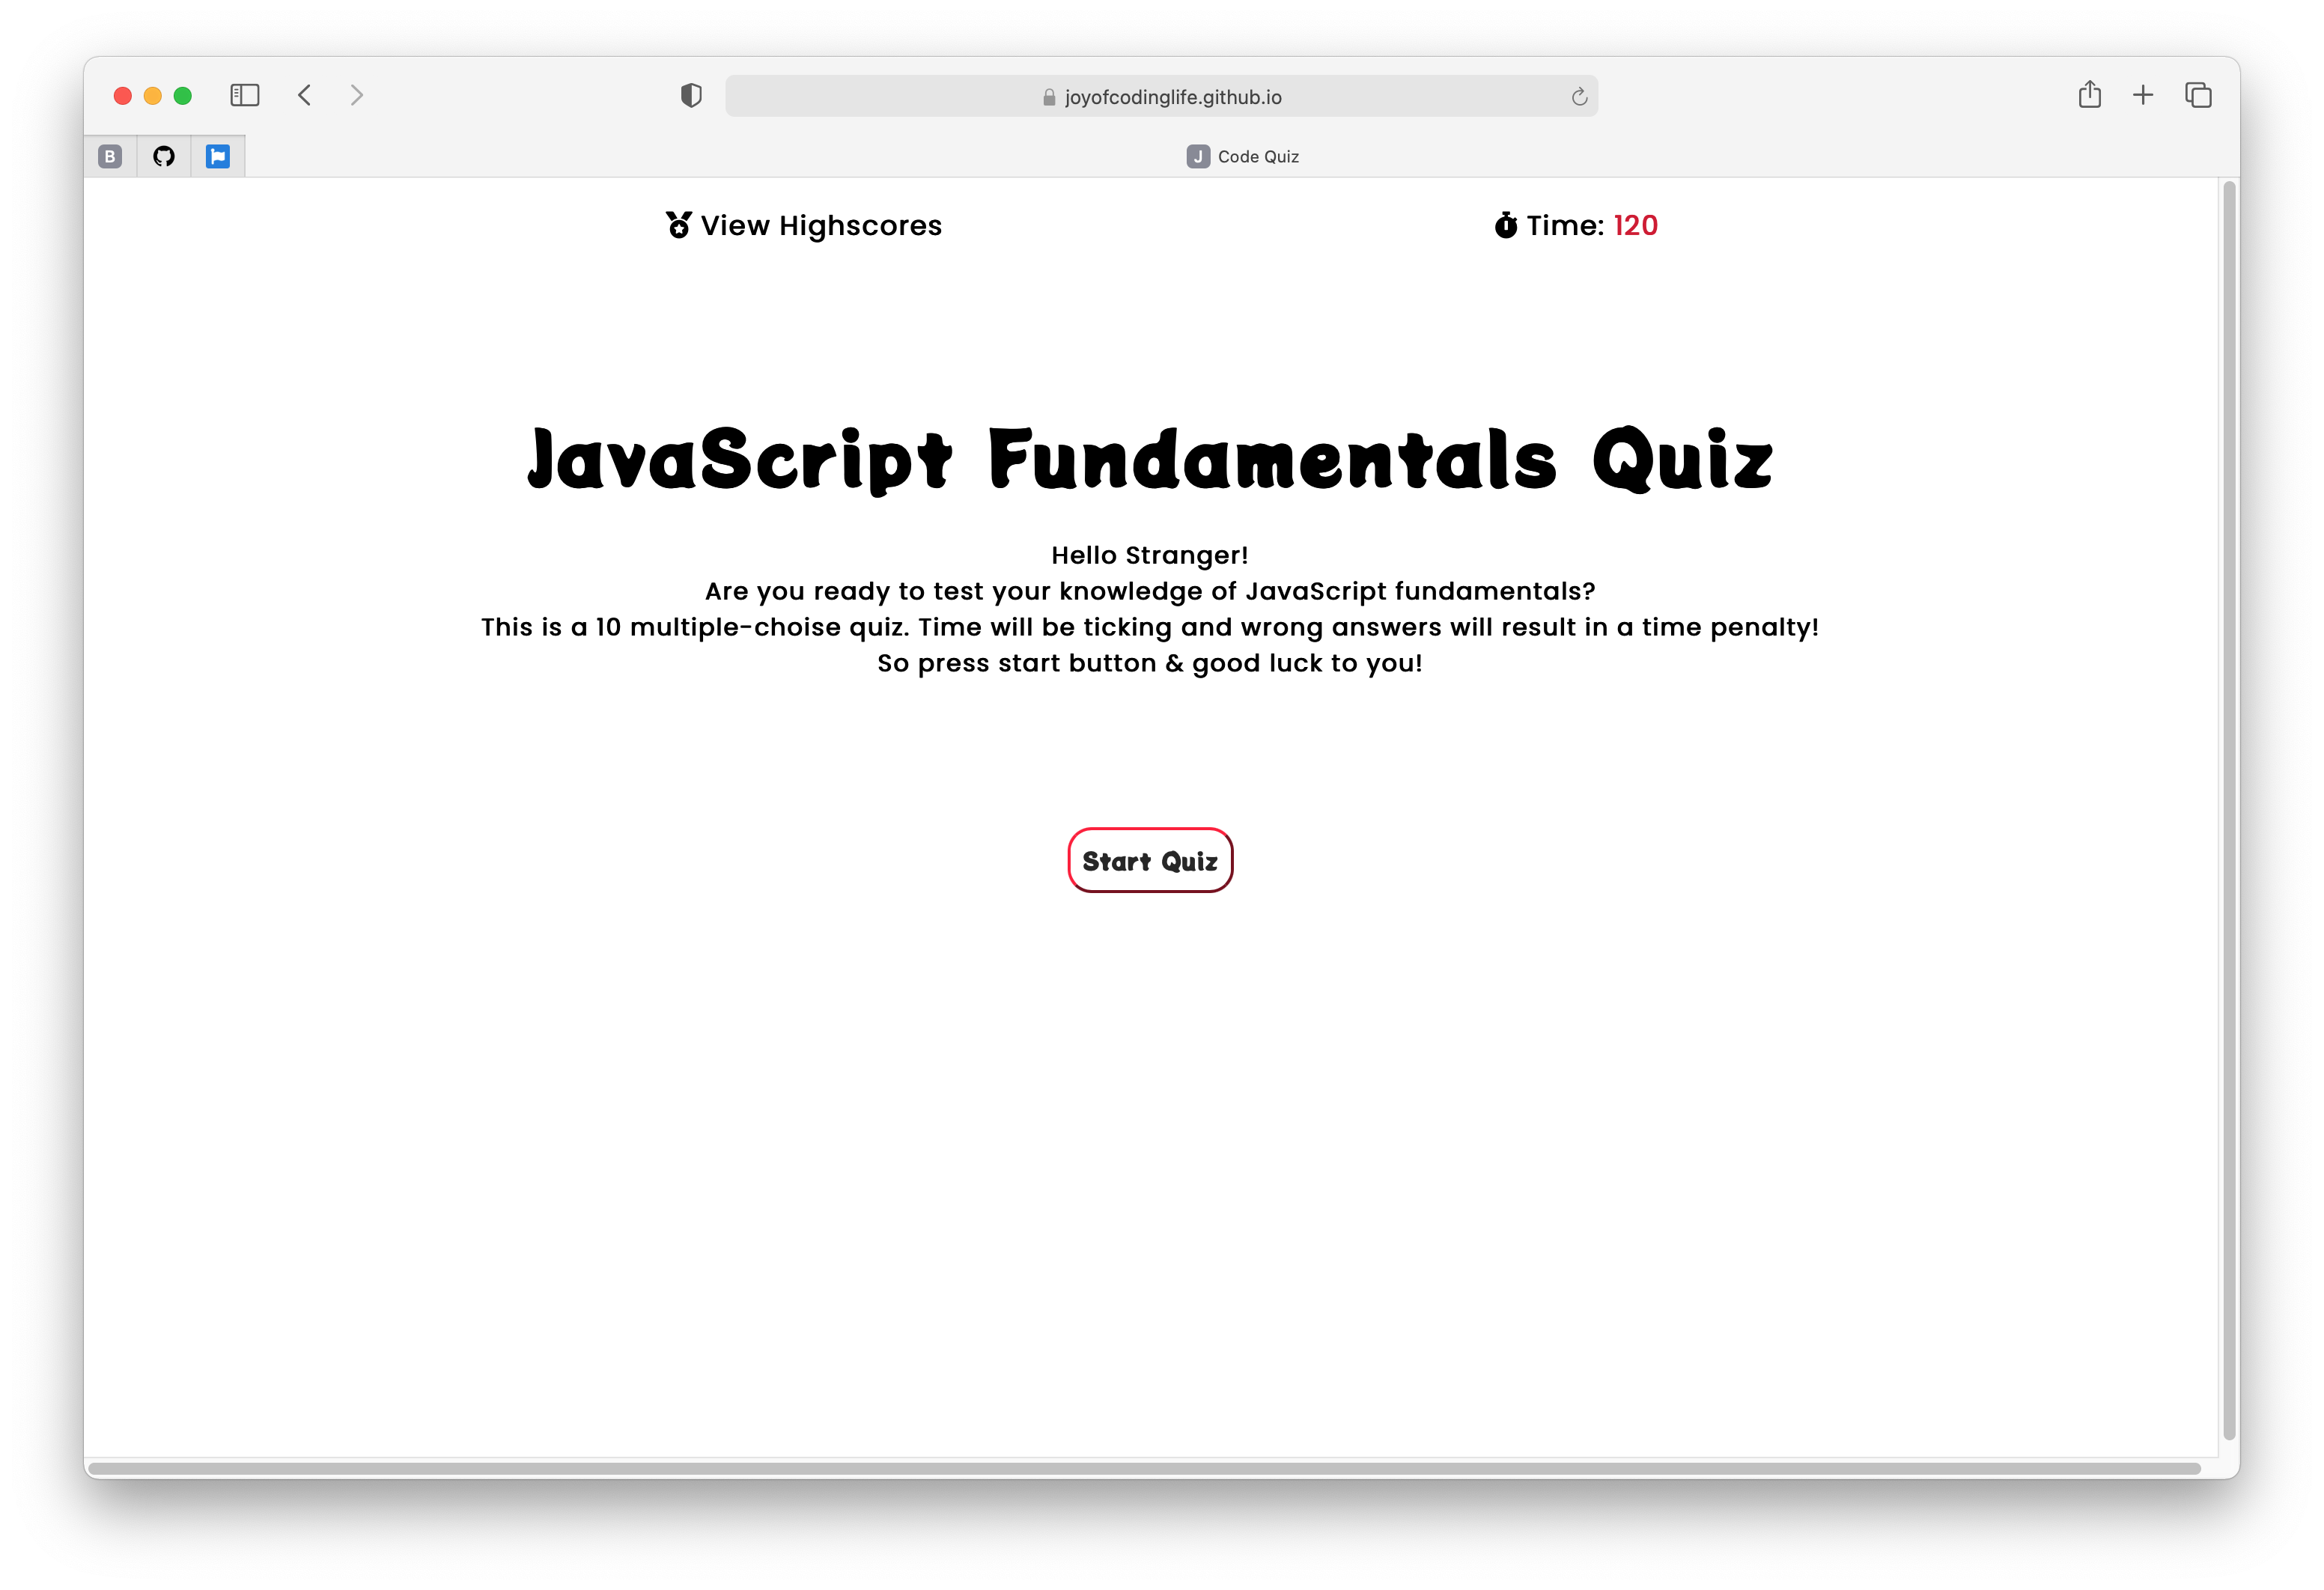 joyofcodinglife.github.io
B
J Code Quiz
View Highscores
Time: 120
JavaScript Fundamentals Quiz
Hello Stranger!
Are you ready to test your knowledge of JavaScript fundamentals?
This is a 10 multiple-choise quiz. Time will be ticking and wrong answers will result in a time penalty!
So press start button & good luck to you!
Start Quiz